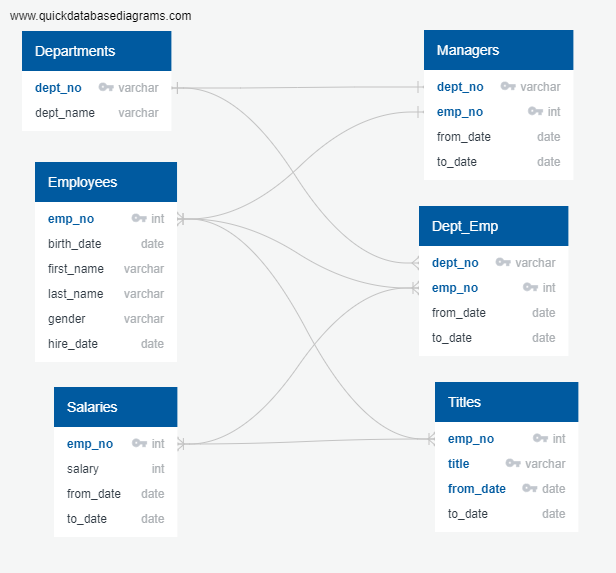 www.quickdatabasediagrams.com
Departments
dept_no varchar
dept_name varchar
Managers
dept_no varchar
emp_no int
from_date date
to_date date
Employees
emp_no int
birth_date date
first_name varchar
last_name varchar
gender varchar
hire_date date
Dept_Emp
dept_no varchar
emp_no int
from_date date
to_date date
Salaries
emp_no int
salary int
from_date date
to_date date
Titles
emp_no int
title varchar
from_date date
to_date date